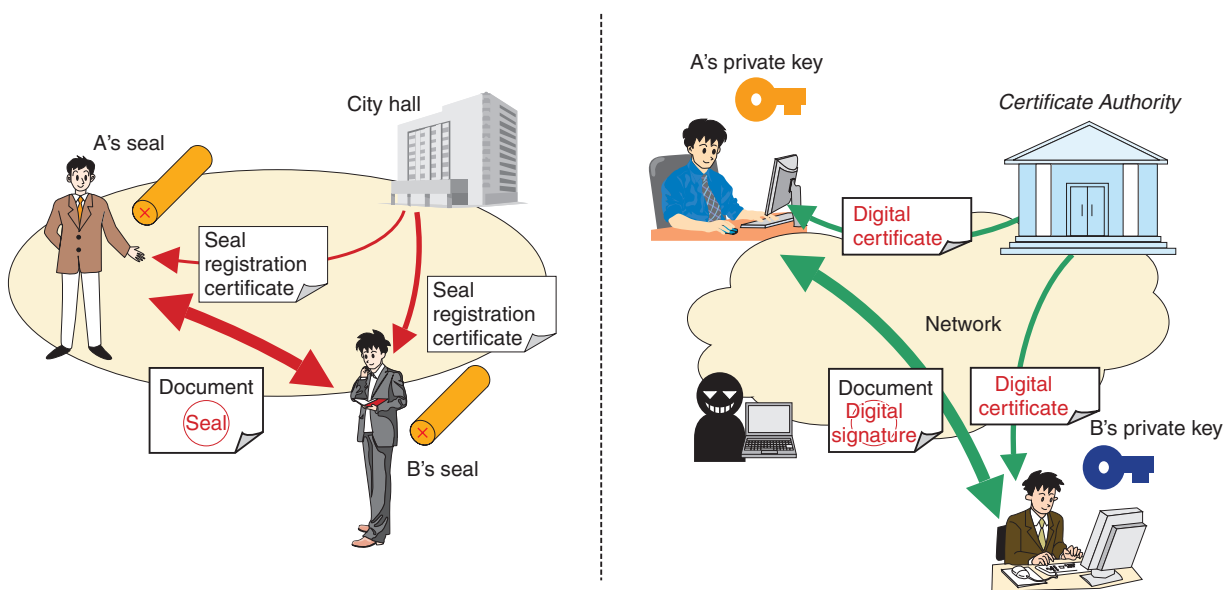 City hall
A's seal
Seal
registration
certificate
Seal
registration
certificate
Document
Seal
B's seal
A's private key
Certificate Authority
Digital
certificate
Network
Document
Digital
signature
Digital
certificate
B's private key